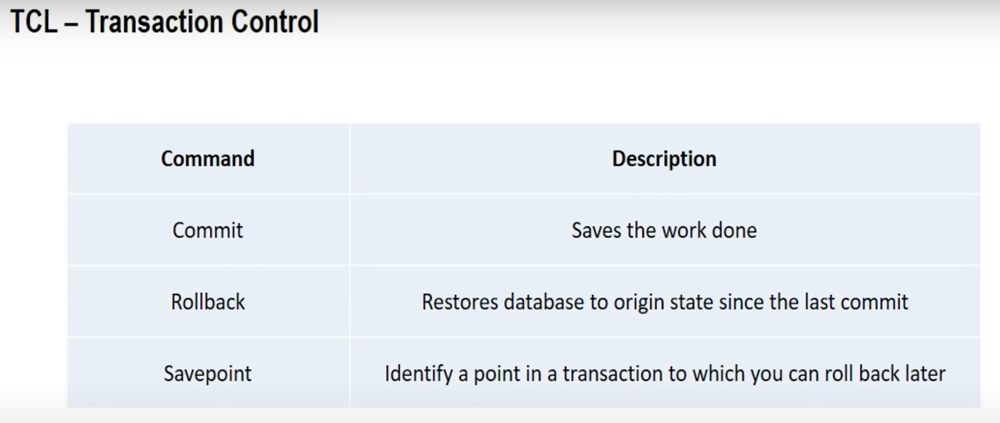 TCL – Transaction Control
Command Description
Commit Saves the work done
Rollback Restores database to origin state since the last commit
Savepoint Identify a point in a transaction to which you can roll back later